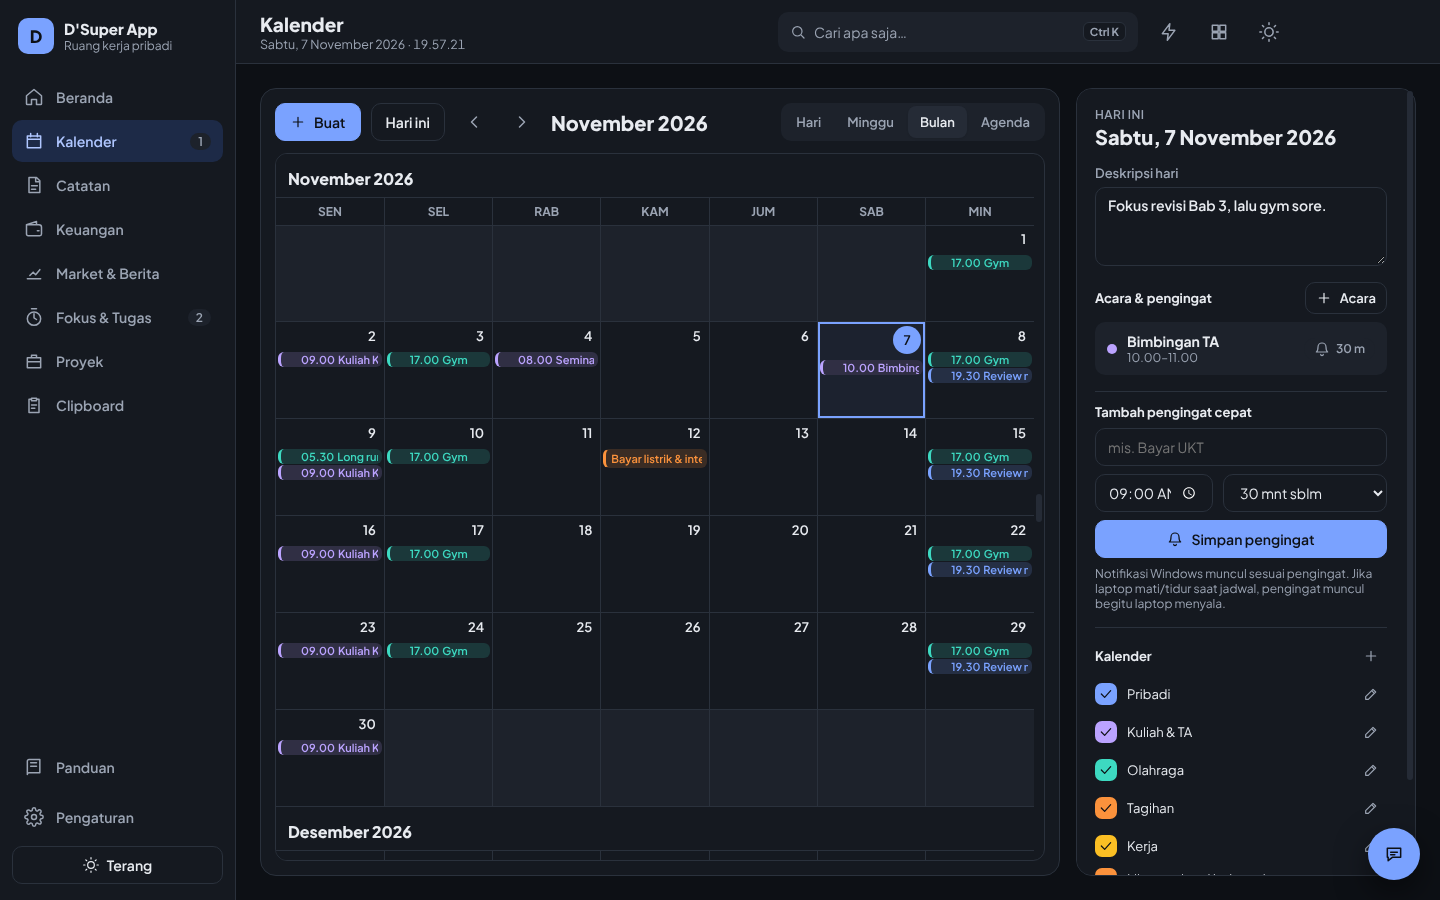 D
D'Super App
Ruang kerja pribadi
Beranda
Kalender 1
Catatan
Keuangan
Market & Berita
Fokus & Tugas 2
Proyek
Clipboard
Panduan
Pengaturan
Terang
Kalender
Sabtu, 7 November 2026 · 19.57.21
Cari apa saja...
Ctrl K
Buat
Hari ini
November 2026
Hari
Minggu
Bulan
Agenda
November 2026
SEN SEL RAB KAM JUM SAB MIN
1
17.00 Gym
2 3 4 5 6 7 8
09.00 Kuliah K
17.00 Gym
08.00 Semina
10.00 Bimbing
17.00 Gym
19.30 Review r
9 10 11 12 13 14 15
05.30 Long rur
09.00 Kuliah K
17.00 Gym
Bayar listrik & inte
17.00 Gym
19.30 Review r
16 17 18 19 20 21 22
09.00 Kuliah K
17.00 Gym
17.00 Gym
19.30 Review r
23 24 25 26 27 28 29
09.00 Kuliah K
17.00 Gym
17.00 Gym
19.30 Review r
30
09.00 Kuliah K
Desember 2026
HARI INI
Sabtu, 7 November 2026
Deskripsi hari
Fokus revisi Bab 3, lalu gym sore.
Acara & pengingat
Acara
Bimbingan TA
10.00–11.00
30 m
Tambah pengingat cepat
mis. Bayar UKT
09:00 AM
30 mnt sblm
Simpan pengingat
Notifikasi Windows muncul sesuai pengingat. Jika
laptop mati/tidur saat jadwal, pengingat muncul
begitu laptop menyala.
Kalender
Pribadi
Kuliah & TA
Olahraga
Tagihan
Kerja